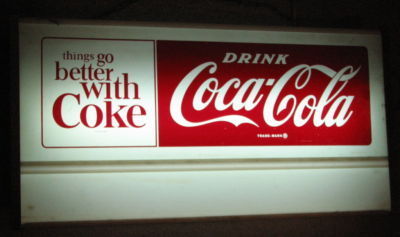 things go
better
with
Coke
DRINK
Coca-Cola
TRADE-MARK ®